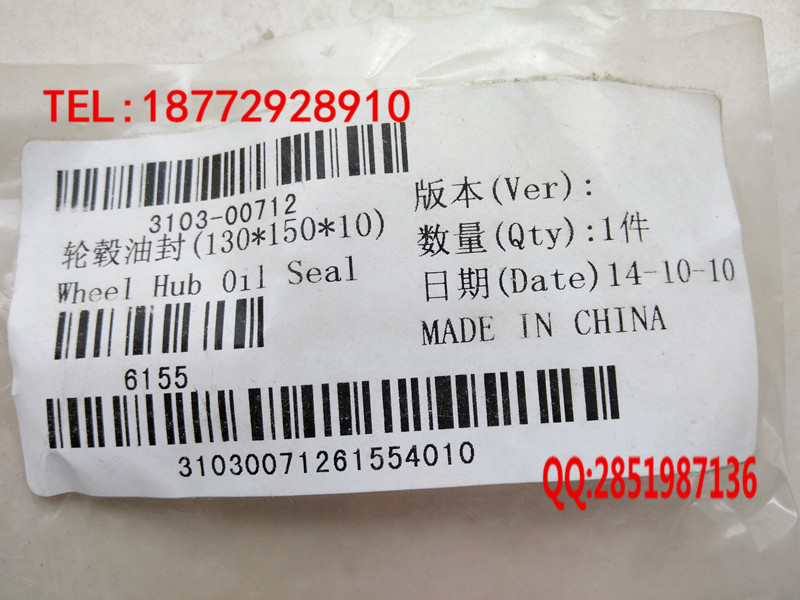 TEL:18772928910
3103-00712
轮毂油封(130*150*10)
Wheel Hub Oil Seal
6155
31030071261554010
版本(Ver):
数量(Qty):1件
日期(Date)14-10-10
MADE IN CHINA
QQ:2851987136